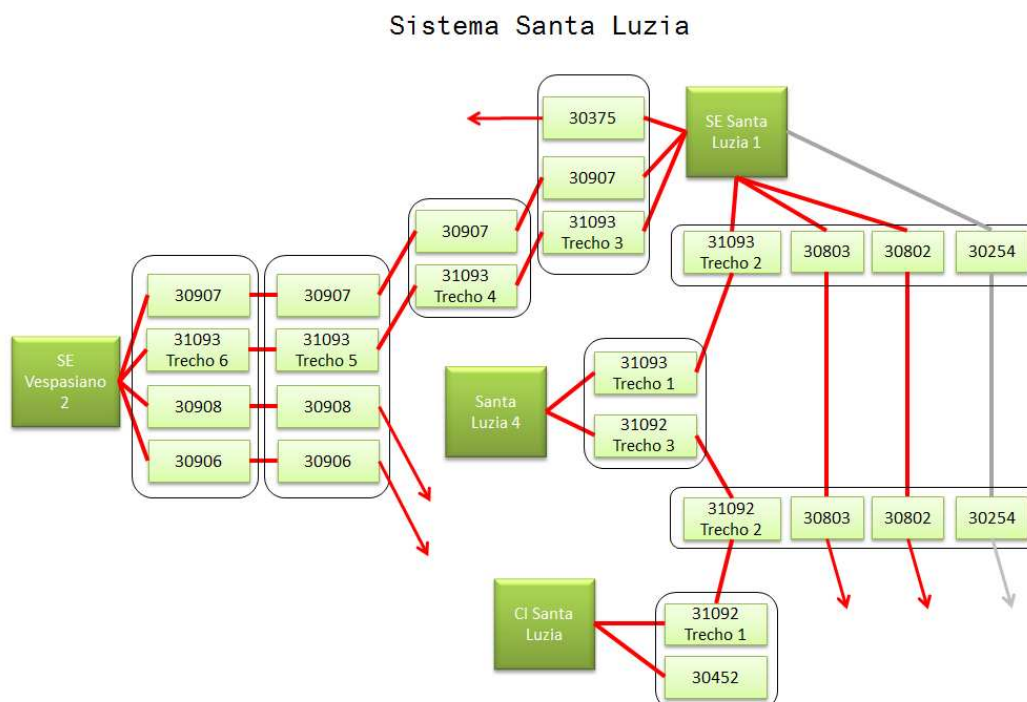 Sistema Santa Luzia
30375
SE Santa
Luzia 1
30907
31093
Trecho 3
30907
31093
Trecho 4
31093
Trecho 2
30803
30802
30254
30907
30907
31093
Trecho 6
31093
Trecho 5
SE
Vespasiano
2
30908
30908
30906
30906
31093
Trecho 1
Santa
Luzia 4
31092
Trecho 3
31092
Trecho 2
30803
30802
30254
CI Santa
Luzia
31092
Trecho 1
30452